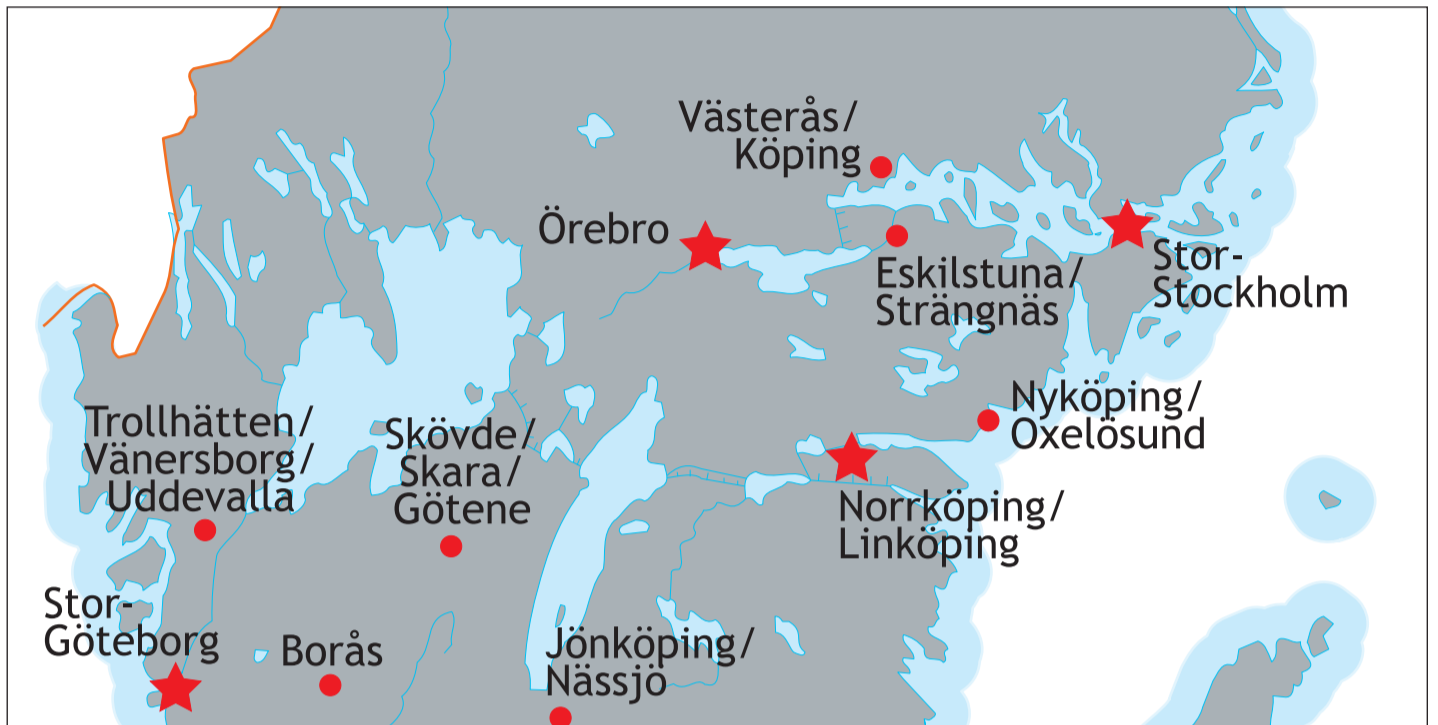 Västerås/
Köping
Örebro
Stor-
Stockholm
Eskilstuna/
Strängnäs
Nyköping/
Oxelösund
Trollhätten/
Vänersborg/
Uddevalla
Skövde/
Skara/
Götene
Norrköping/
Linköping
Stor-
Göteborg
Borås
Jönköping/
Nässjö